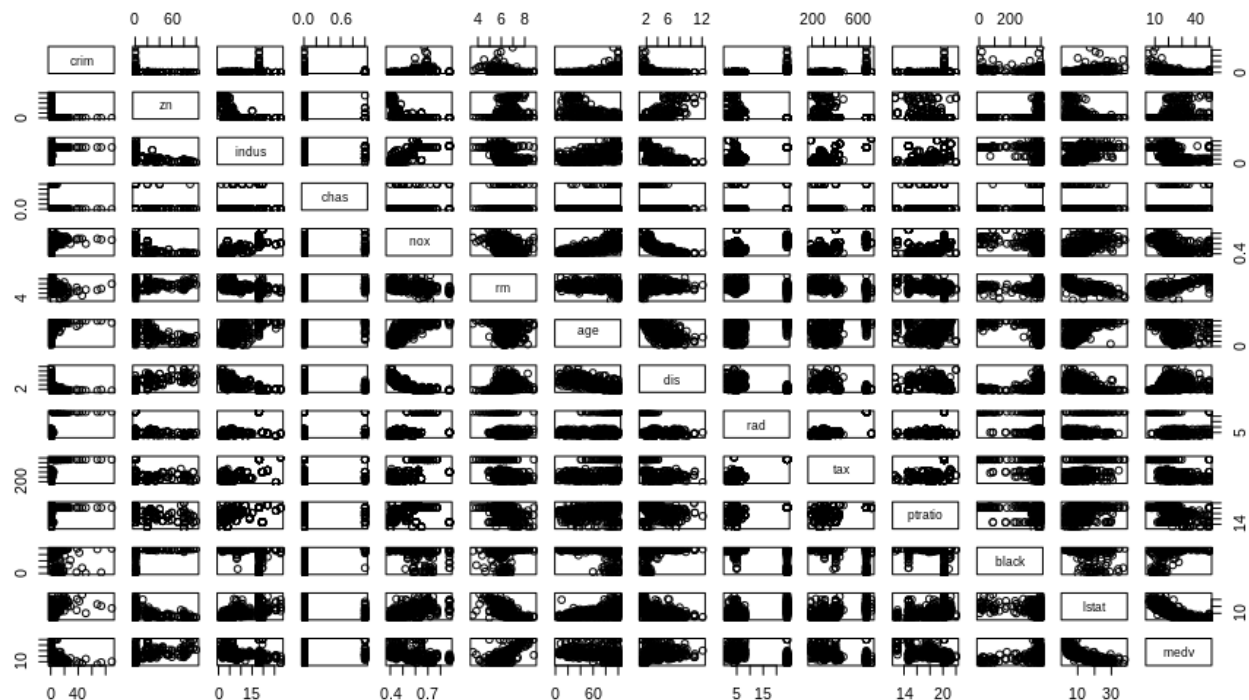 0 60 0.0 0.6 4 6 8 2 6 12 200 600 0 200 10 40
crim 0
0 zn
indus 0
0.0 chas
nox 0.4
4 rm
age 0
2 dis
rad 5
200 tax
ptratio 14
0 black
lstat 10
10 medv
0 40 0 15 0.4 0.7 0 60 5 15 14 20 10 30